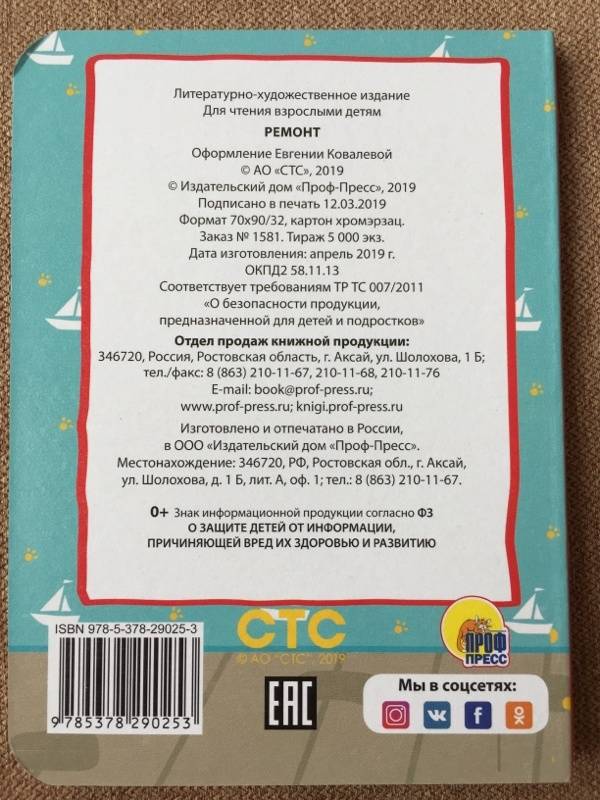 Литературно-художественное издание
Для чтения взрослыми детям
РЕМОНТ
Оформление Евгении Ковалевой
© АО «СТС», 2019
© Издательский дом «Проф-Пресс», 2019
Подписано в печать 12.03.2019
Формат 70х90/32, картон хромэрзац.
Заказ № 1581. Тираж 5 000 экз.
Дата изготовления: апрель 2019 г.
ОКПД2 58.11.13
Соответствует требованиям ТР ТС 007/2011
«О безопасности продукции,
предназначенной для детей и подростков»
Отдел продаж книжной продукции:
346720, Россия, Ростовская область, г. Аксай, ул. Шолохова, 1 Б;
тел./факс: 8 (863) 210-11-67, 210-11-68, 210-11-76
E-mail: book@prof-press.ru;
www.prof-press.ru; knigi.prof-press.ru
Изготовлено и отпечатано в России,
в ООО «Издательский дом «Проф-Пресс».
Местонахождение: 346720, РФ, Ростовская обл., г. Аксай,
ул. Шолохова, д. 1 Б, лит. А, оф. 1; тел.: 8 (863) 210-11-67.
0+ Знак информационной продукции согласно ФЗ
О ЗАЩИТЕ ДЕТЕЙ ОТ ИНФОРМАЦИИ,
ПРИЧИНЯЮЩЕЙ ВРЕД ИХ ЗДОРОВЬЮ И РАЗВИТИЮ
ISBN 978-5-378-29025-3
9 785378 290253
СТС
© АО "СТС", 2019
EAC
ПРОФ
ПРЕСС
Мы в соцсетях: